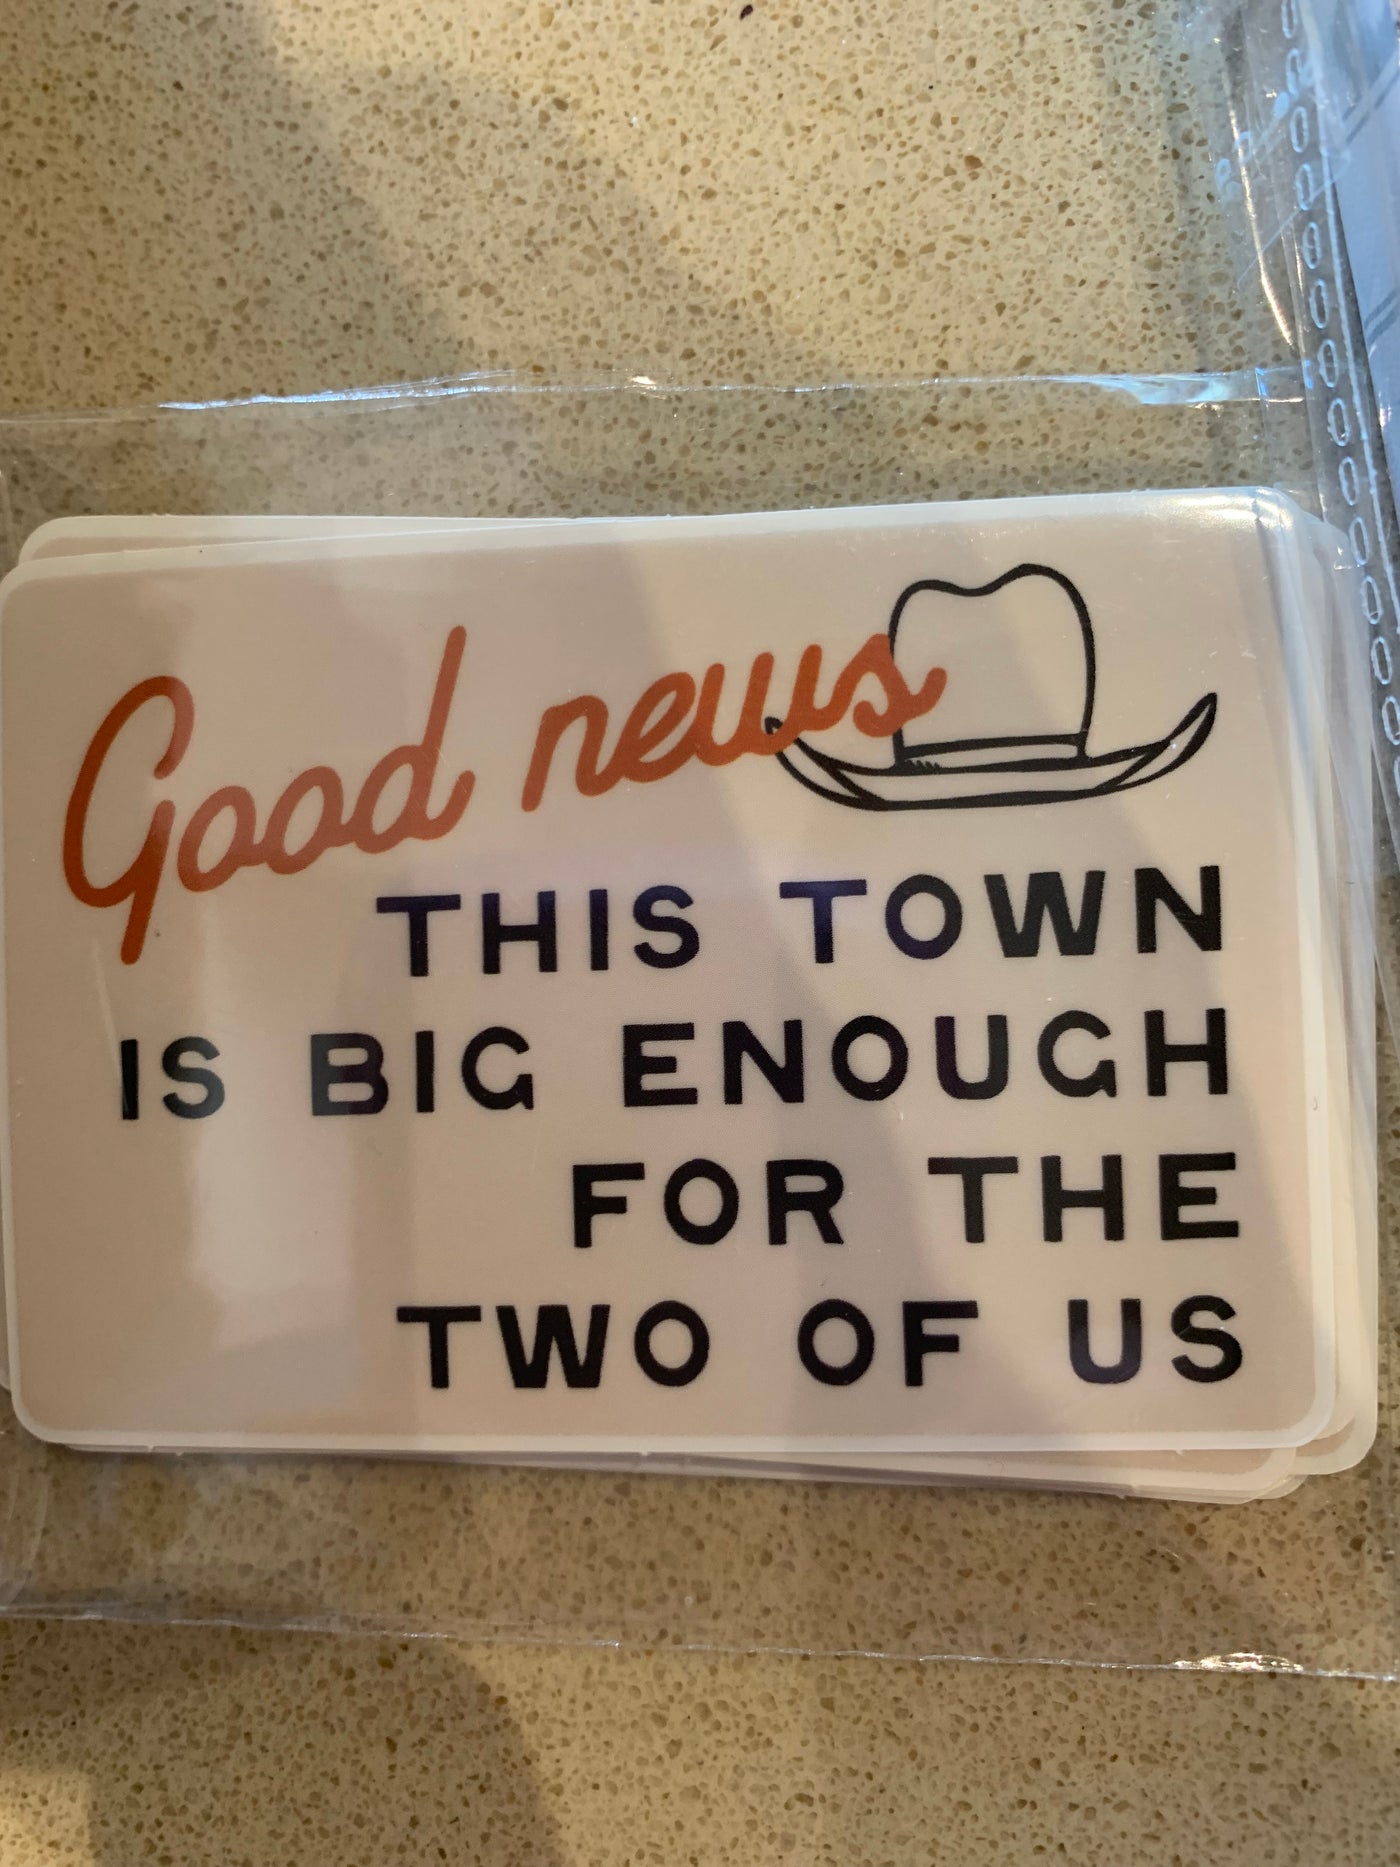 Good news
THIS TOWN
IS BIG ENOUGH
FOR THE
TWO OF US